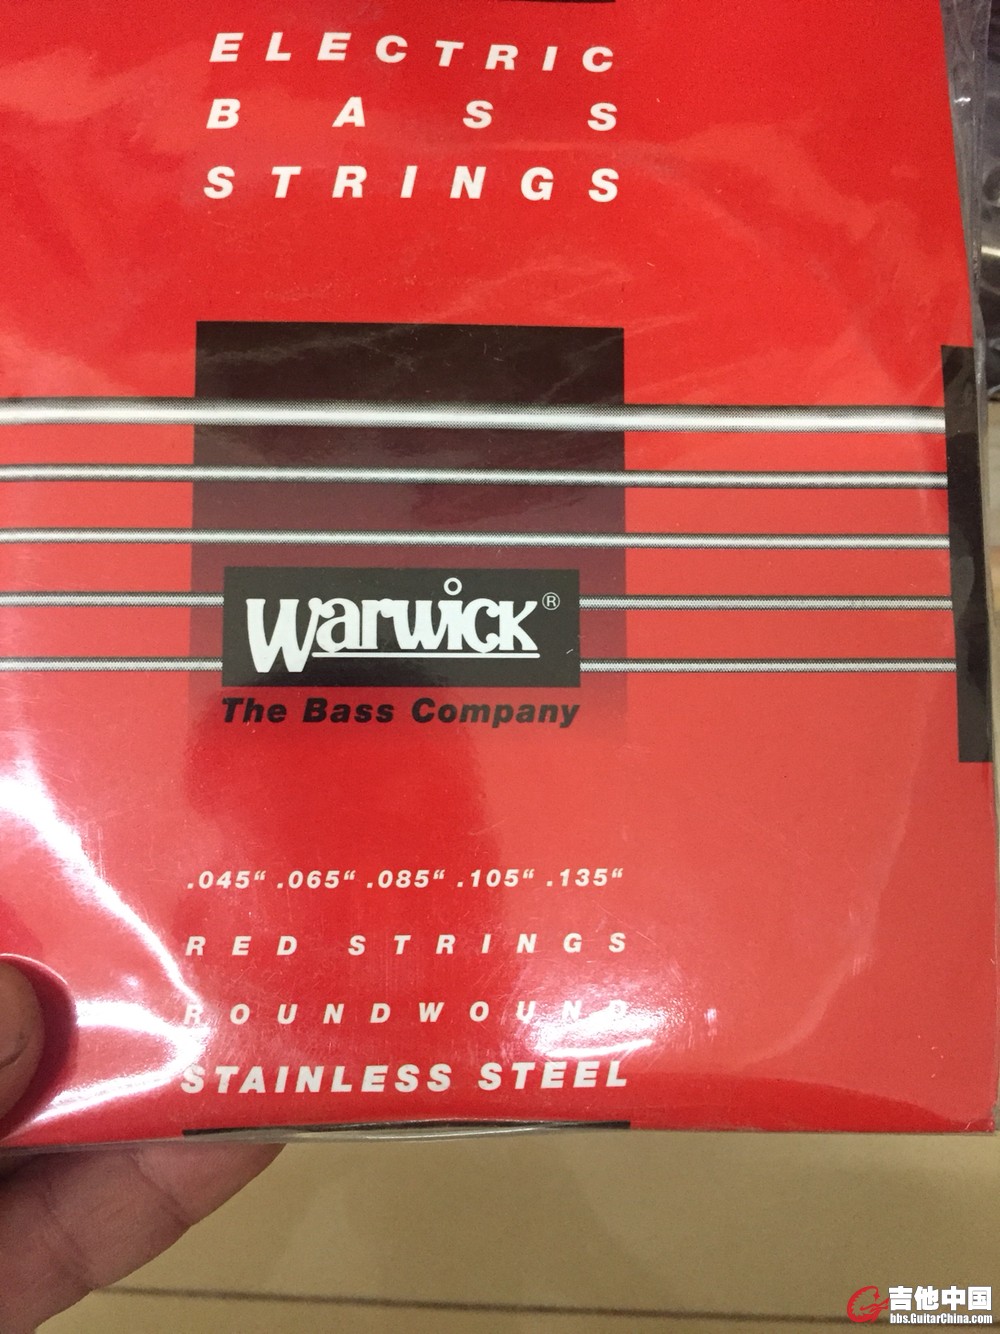 ELECTRIC
BASS
STRINGS
Warwick®
The Bass Company
.045“ .065“ .085“ .105“ .135“
RED STRINGS
ROUNDWOUND
STAINLESS STEEL
吉他中国
bbs.GuitarChina.com